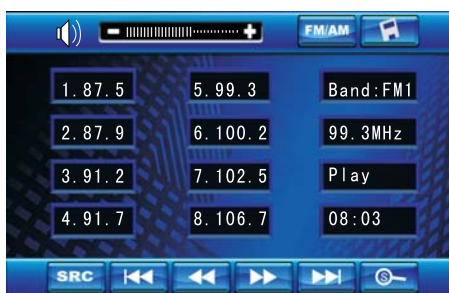 FM/AM
1.87.5 5.99.3 Band:FM1
2.87.9 6.100.2 99.3MHz
3.91.2 7.102.5 Play
4.91.7 8.106.7 08:03
SRC S